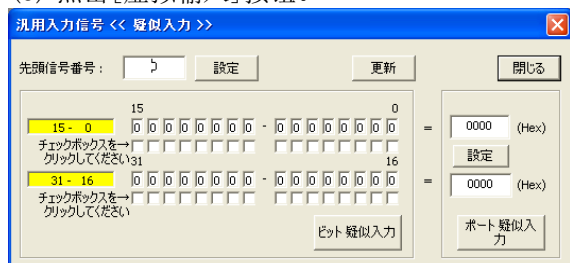 汎用入力信号 << 疑似入力 >>
先頭信号番号： 設定 更新 閉じる
15 0
15 - 0 0 0 0 0 0 0 0 0 - 0 0 0 0 0 0 0 0 = 0000 (Hex)
チェックボックスを→
クリックしてください 31 16 設定
31 - 16 0 0 0 0 0 0 0 0 - 0 0 0 0 0 0 0 0 = 0000 (Hex)
チェックボックスを→
クリックしてください
ビット 疑似入力 ポート 疑似入
力